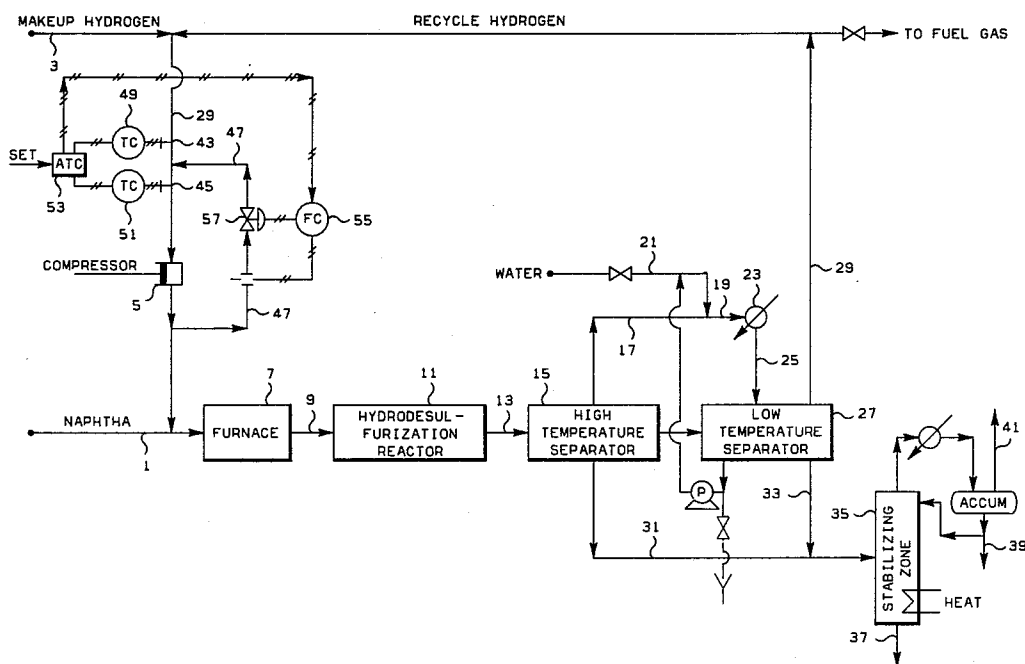 MAKEUP HYDROGEN
RECYCLE HYDROGEN
TO FUEL GAS
3
49
29
TC
43
47
SET
ATC
53
TC
45
51
57
FC
55
COMPRESSOR
5
47
WATER
21
23
19
17
25
29
7
9
11
13
15
NAPHTHA
1
FURNACE
HYDRODESUL-
FURIZATION
REACTOR
HIGH
TEMPERATURE
SEPARATOR
LOW
TEMPERATURE
SEPARATOR
27
P
33
31
35
STABILIZING
ZONE
ACCUM
41
39
HEAT
37